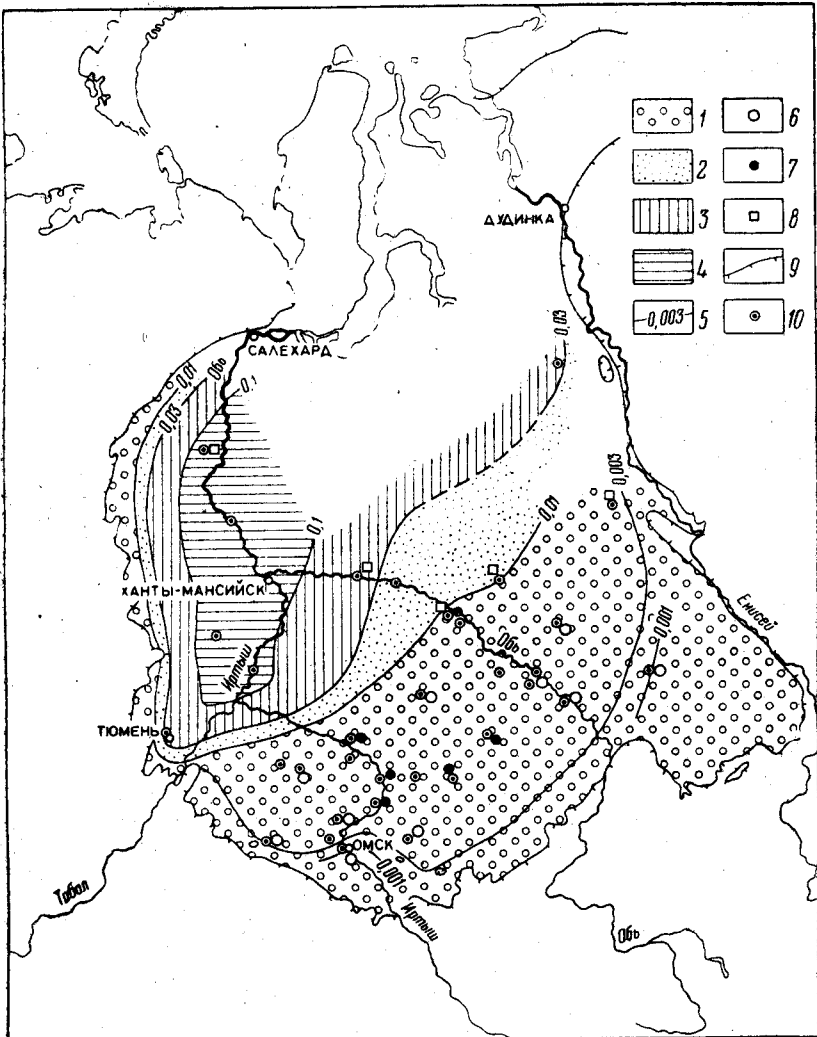 1 6
2 7
3 8
4 9
0,003 5 10
ДУДИНКА
САЛЕХАРД
0,03
0,01
Обь
0,03
0,1
0,003
0,01
0,1
ХАНТЫ-МАНСИЙСК
Енисей
0,001
Обь
Иртыш
ТЮМЕНЬ
ОМСК
0,001
Тобол
Иртыш
Обь